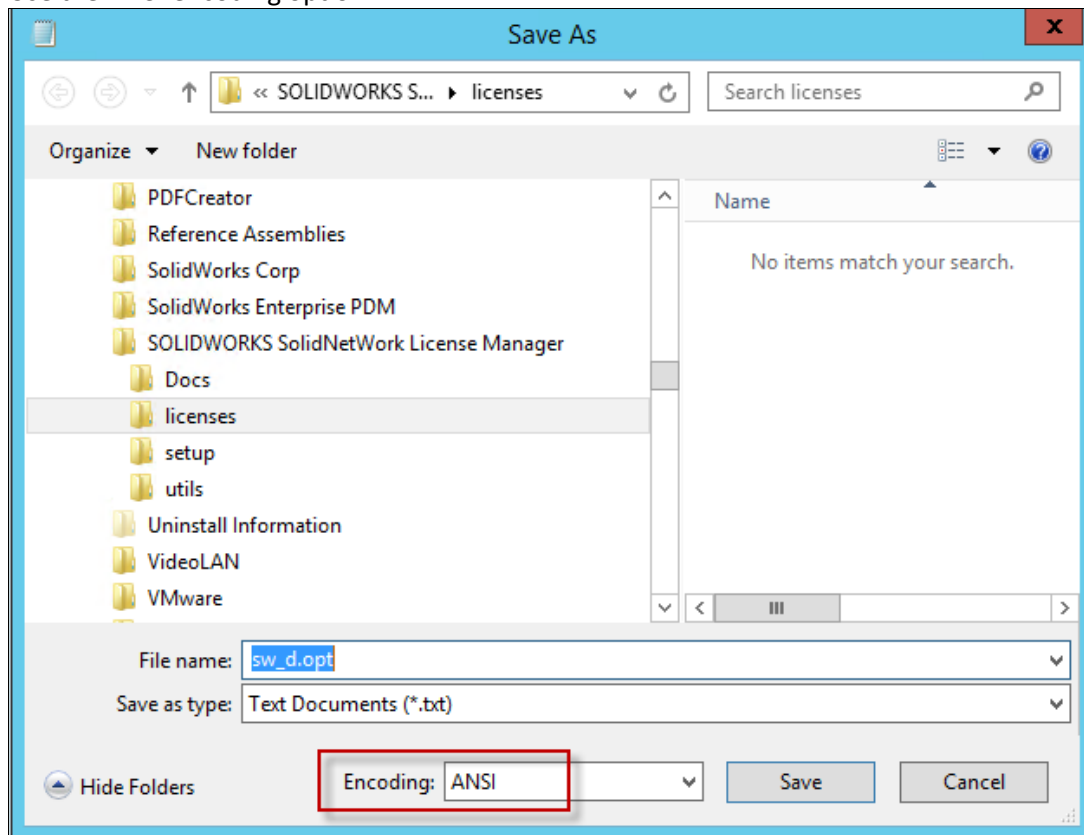 Save As
« SOLIDWORKS S... licenses
Search licenses
Organize
New folder
PDFCreator
Reference Assemblies
SolidWorks Corp
SolidWorks Enterprise PDM
SOLIDWORKS SolidNetWork License Manager
Docs
licenses
setup
utils
Uninstall Information
VideoLAN
VMware
Name
No items match your search.
File name: sw_d.opt
Save as type: Text Documents (*.txt)
Hide Folders
Encoding: ANSI
Save
Cancel